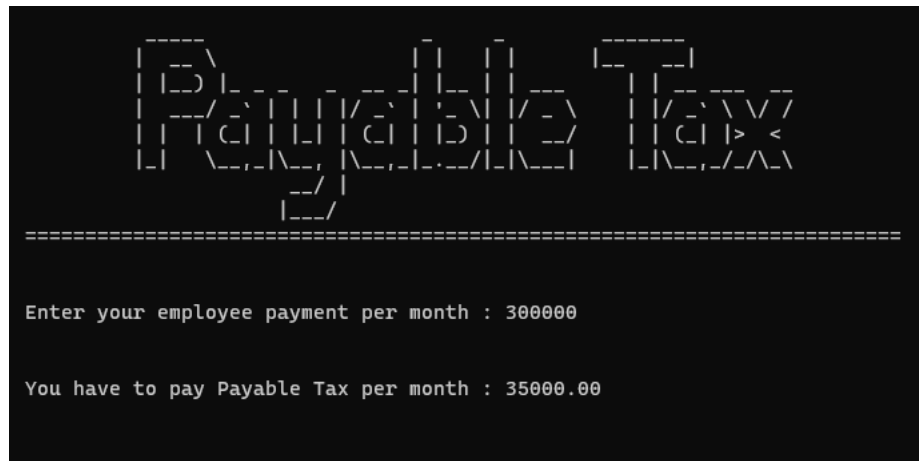 Payable Tax
======================================================================
Enter your employee payment per month : 300000
You have to pay Payable Tax per month : 35000.00